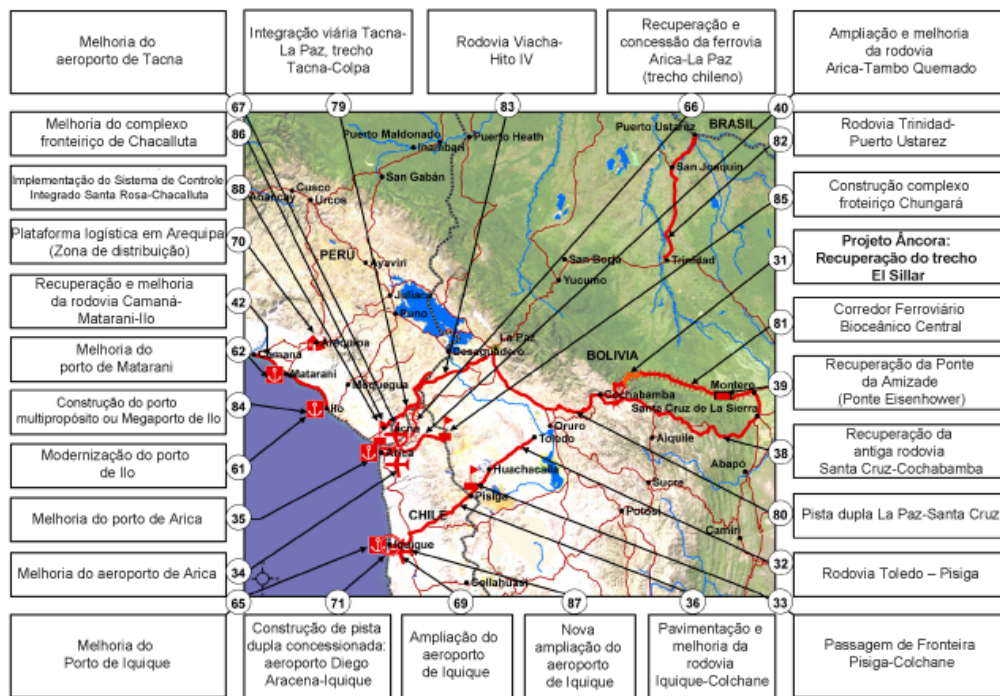 Melhoria do
aeroporto de Tacna
Integração viária Tacna-
La Paz, trecho
Tacna-Colpa
Rodovia Viacha-
Hito IV
Recuperação e
concessão da ferrovia
Arica-La Paz
(trecho chileno)
Ampliação e melhoria
da rodovia
Arica-Tambo Quemado
67
79
83
66
40
Melhoria do complexo
fronteiriço de Chacalluta
86
82
Rodovia Trinidad-
Puerto Ustarez
Implementação do Sistema de Controle
Integrado Santa Rosa-Chacalluta
88
85
Construção complexo
froteiriço Chungará
Plataforma logística em Arequipa
(Zona de distribuição)
70
31
Projeto Âncora:
Recuperação do trecho
El Sillar
Recuperação e melhoria
da rodovia Camaná-
Matarani-Ilo
42
81
Corredor Ferroviário
Bioceânico Central
Melhoria do
porto de Matarani
62
39
Recuperação da Ponte
da Amizade
(Ponte Eisenhower)
Construção do porto
multipropósito ou Megaporto de Ilo
84
38
Recuperação da
antiga rodovia
Santa Cruz-Cochabamba
Modernização do porto
de Ilo
61
80
Pista dupla La Paz-Santa Cruz
Melhoria do porto de Arica
35
32
Rodovia Toledo – Pisiga
Melhoria do aeroporto de Arica
34
33
Puerto Maldonado
Puerto Heath
Puerto Ustarez
BRASIL
Inambari
San Joaquín
San Gabán
Cusco
Abancay
Urcos
PERÚ
Ayaviri
San Borja
Trinidad
Yucumo
Juliaca
Puno
La Paz
Desaguadero
BOLIVIA
Arequipa
Camaná
Matarani
Moquegua
Cochabamba
Montero
Santa Cruz de La Sierra
Ilo
Tacna
Oruro
Toledo
Aiquile
Arica
Huachacalla
Abapó
Sucre
Pisiga
CHILE
Potosí
Camiri
Iquique
Collahuasi
65
71
69
87
36
Melhoria do
Porto de Iquique
Construção de pista
dupla concessionada:
aeroporto Diego
Aracena-Iquique
Ampliação do
aeroporto
de Iquique
Nova
ampliação do
aeroporto
de Iquique
Pavimentação e
melhoria da
rodovia
Iquique-Colchane
Passagem de Fronteira
Pisiga-Colchane